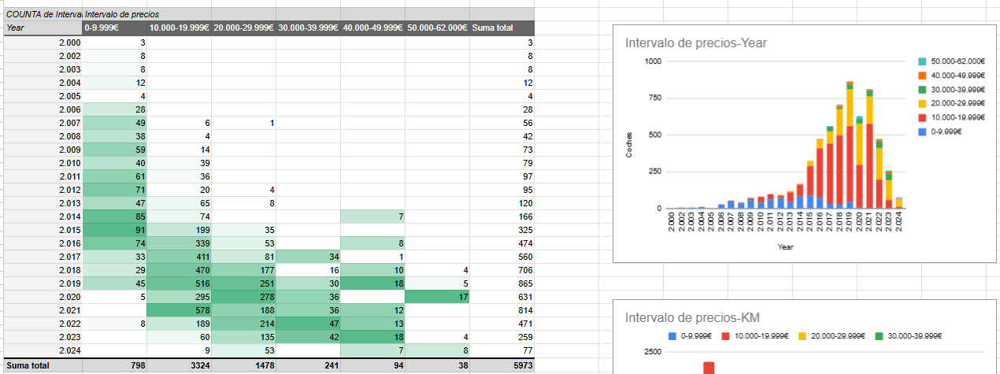 COUNTA de Interval Intervalo de precios
Year 0-9.999€ 10.000-19.999€ 20.000-29.999€ 30.000-39.999€ 40.000-49.999€ 50.000-62.000€ Suma total
2.000 3 3
2.002 8 8
2.003 8 8
2.004 12 12
2.005 4 4
2.006 28 28
2.007 49 6 1 56
2.008 38 4 42
2.009 59 14 73
2.010 40 39 79
2.011 61 36 97
2.012 71 20 4 95
2.013 47 65 8 120
2.014 85 74 7 166
2.015 91 199 35 325
2.016 74 339 53 8 474
2.017 33 411 81 34 1 560
2.018 29 470 177 16 10 4 706
2.019 45 516 251 30 18 5 865
2.020 5 295 278 36 17 631
2.021 578 188 36 12 814
2.022 8 189 214 47 13 471
2.023 60 135 42 18 4 259
2.024 9 53 7 8 77
Suma total 798 3324 1478 241 94 38 5973
Intervalo de precios-Year
1000
750
500
250
0
Coches
2.000 2.002 2.003 2.004 2.005 2.006 2.007 2.008 2.009 2.010 2.011 2.012 2.013 2.014 2.015 2.016 2.017 2.018 2.019 2.020 2.021 2.022 2.023 2.024
Year
50.000-62.000€
40.000-49.999€
30.000-39.999€
20.000-29.999€
10.000-19.999€
0-9.999€
Intervalo de precios-KM
0-9.999€ 10.000-19.999€ 20.000-29.999€ 30.000-39.999€
2500